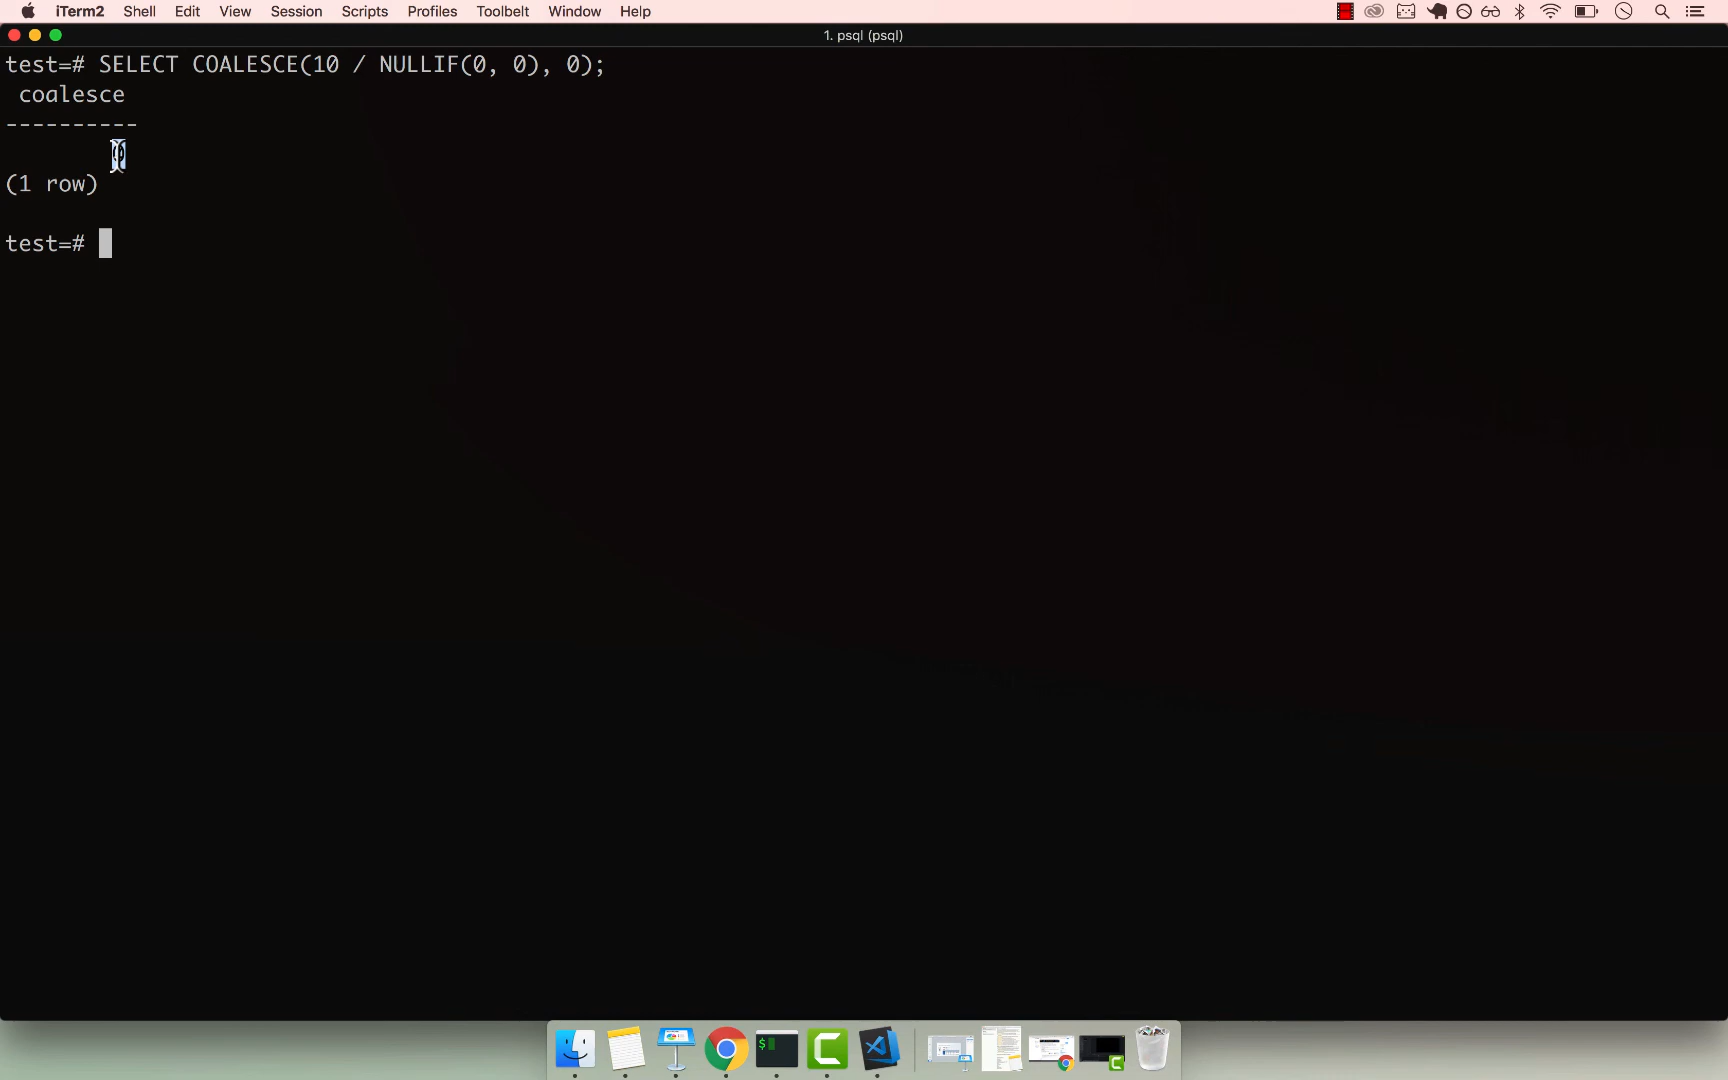 iTerm2 Shell Edit View Session Scripts Profiles Toolbelt Window Help
1. psql (psql)
test=# SELECT COALESCE(10 / NULLIF(0, 0), 0);
coalesce
----------
0
(1 row)
test=#